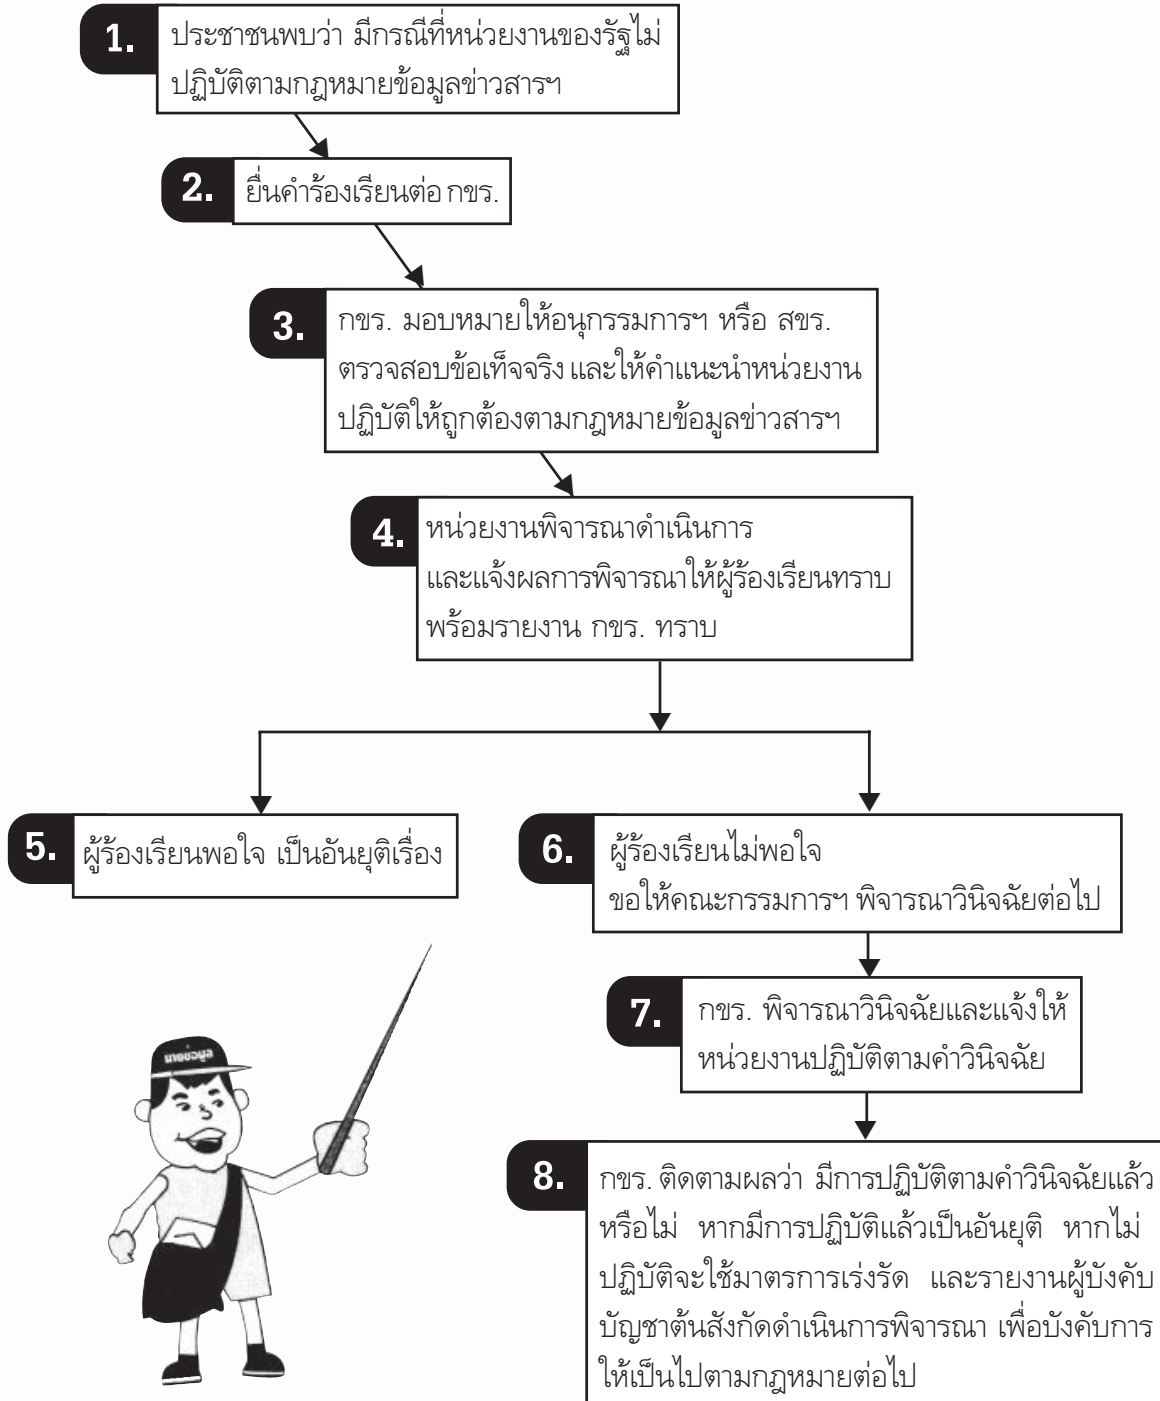 1. ประชาชนพบว่า มีกรณีที่หน่วยงานของรัฐไม่
ปฏิบัติตามกฎหมายข้อมูลข่าวสารฯ
2. ยื่นคำร้องเรียนต่อ กขร.
3. กขร. มอบหมายให้อนุกรรมการฯ หรือ สขร.
ตรวจสอบข้อเท็จจริง และให้คำแนะนำหน่วยงาน
ปฏิบัติให้ถูกต้องตามกฎหมายข้อมูลข่าวสารฯ
4. หน่วยงานพิจารณาดำเนินการ
และแจ้งผลการพิจารณาให้ผู้ร้องเรียนทราบ
พร้อมรายงาน กขร. ทราบ
5. ผู้ร้องเรียนพอใจ เป็นอันยุติเรื่อง
6. ผู้ร้องเรียนไม่พอใจ
ขอให้คณะกรรมการฯ พิจารณาวินิจฉัยต่อไป
7. กขร. พิจารณาวินิจฉัยและแจ้งให้
หน่วยงานปฏิบัติตามคำวินิจฉัย
นายข้อมูล
8. กขร. ติดตามผลว่า มีการปฏิบัติตามคำวินิจฉัยแล้ว
หรือไม่ หากมีการปฏิบัติแล้วเป็นอันยุติ หากไม่
ปฏิบัติจะใช้มาตรการเร่งรัด และรายงานผู้บังคับ
บัญชาต้นสังกัดดำเนินการพิจารณา เพื่อบังคับการ
ให้เป็นไปตามกฎหมายต่อไป